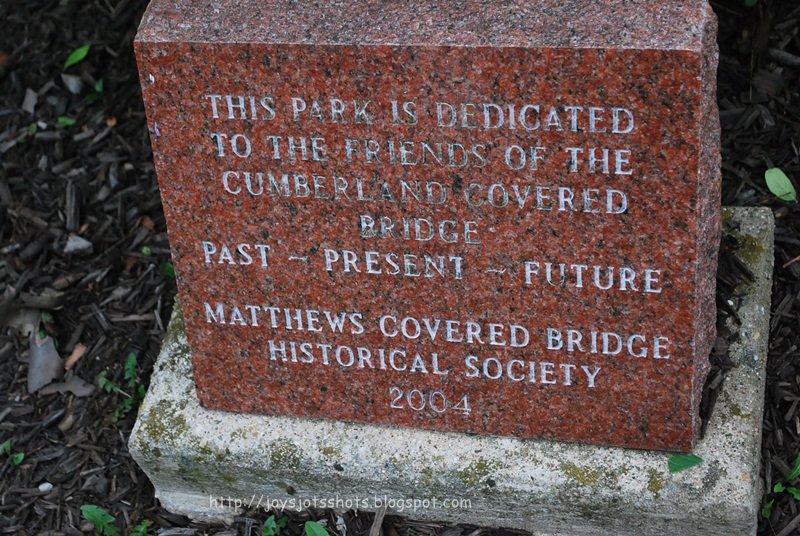 THIS PARK IS DEDICATED
TO THE FRIENDS OF THE
CUMBERLAND COVERED
BRIDGE
PAST ~ PRESENT ~ FUTURE
MATTHEWS COVERED BRIDGE
HISTORICAL SOCIETY
2004
http://joysjotsshots.blogspot.com